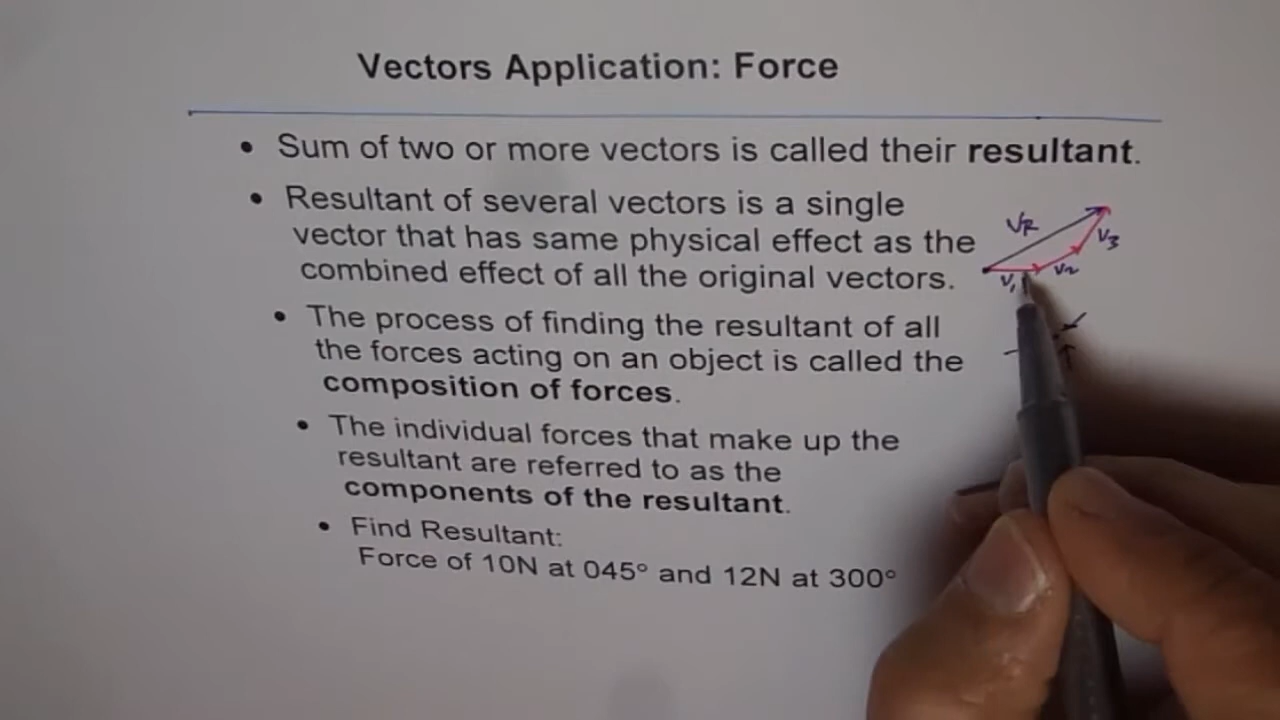 Vectors Application: Force
• Sum of two or more vectors is called their resultant.
• Resultant of several vectors is a single
vector that has same physical effect as the
combined effect of all the original vectors.
• The process of finding the resultant of all
the forces acting on an object is called the
composition of forces.
• The individual forces that make up the
resultant are referred to as the
components of the resultant.
• Find Resultant:
Force of 10N at 045° and 12N at 300°
VR
V3
V2
V1